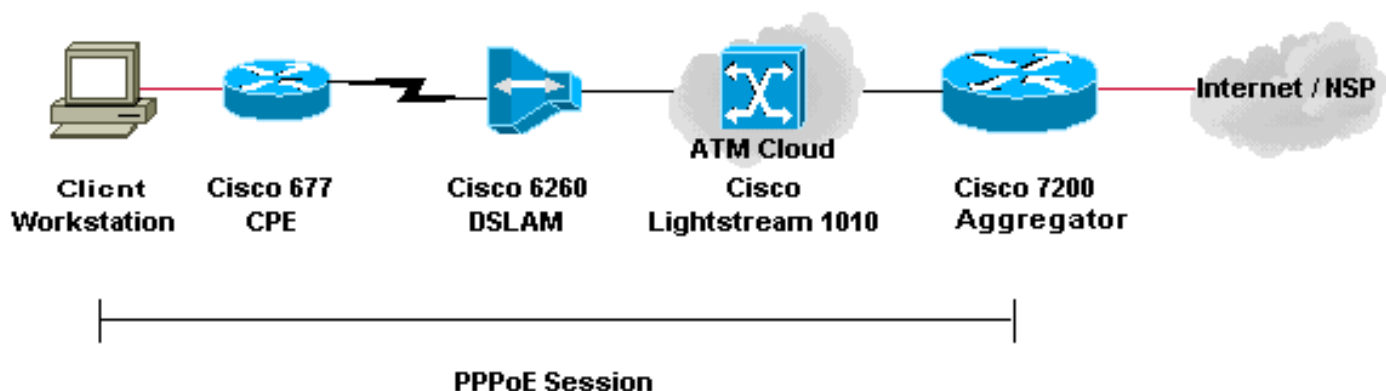 Internet / NSP
ATM Cloud
Client
Workstation
Cisco 677
CPE
Cisco 6260
DSLAM
Cisco
Lightstream 1010
Cisco 7200
Aggregator
PPPoE Session